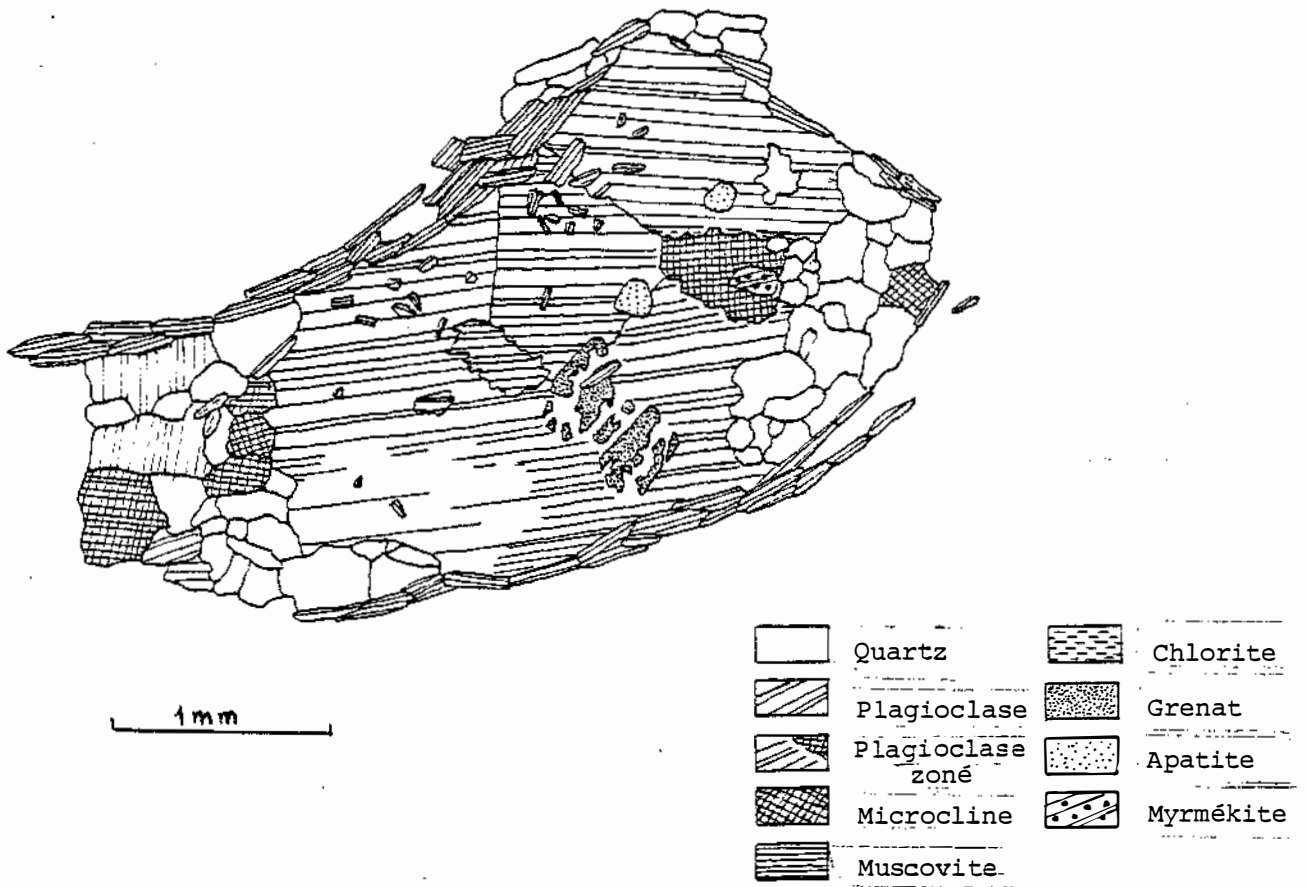 1 mm
Quartz
Plagioclase
Plagioclase
zoné
Microcline
Muscovite
Chlorite
Grenat
Apatite
Myrmékite